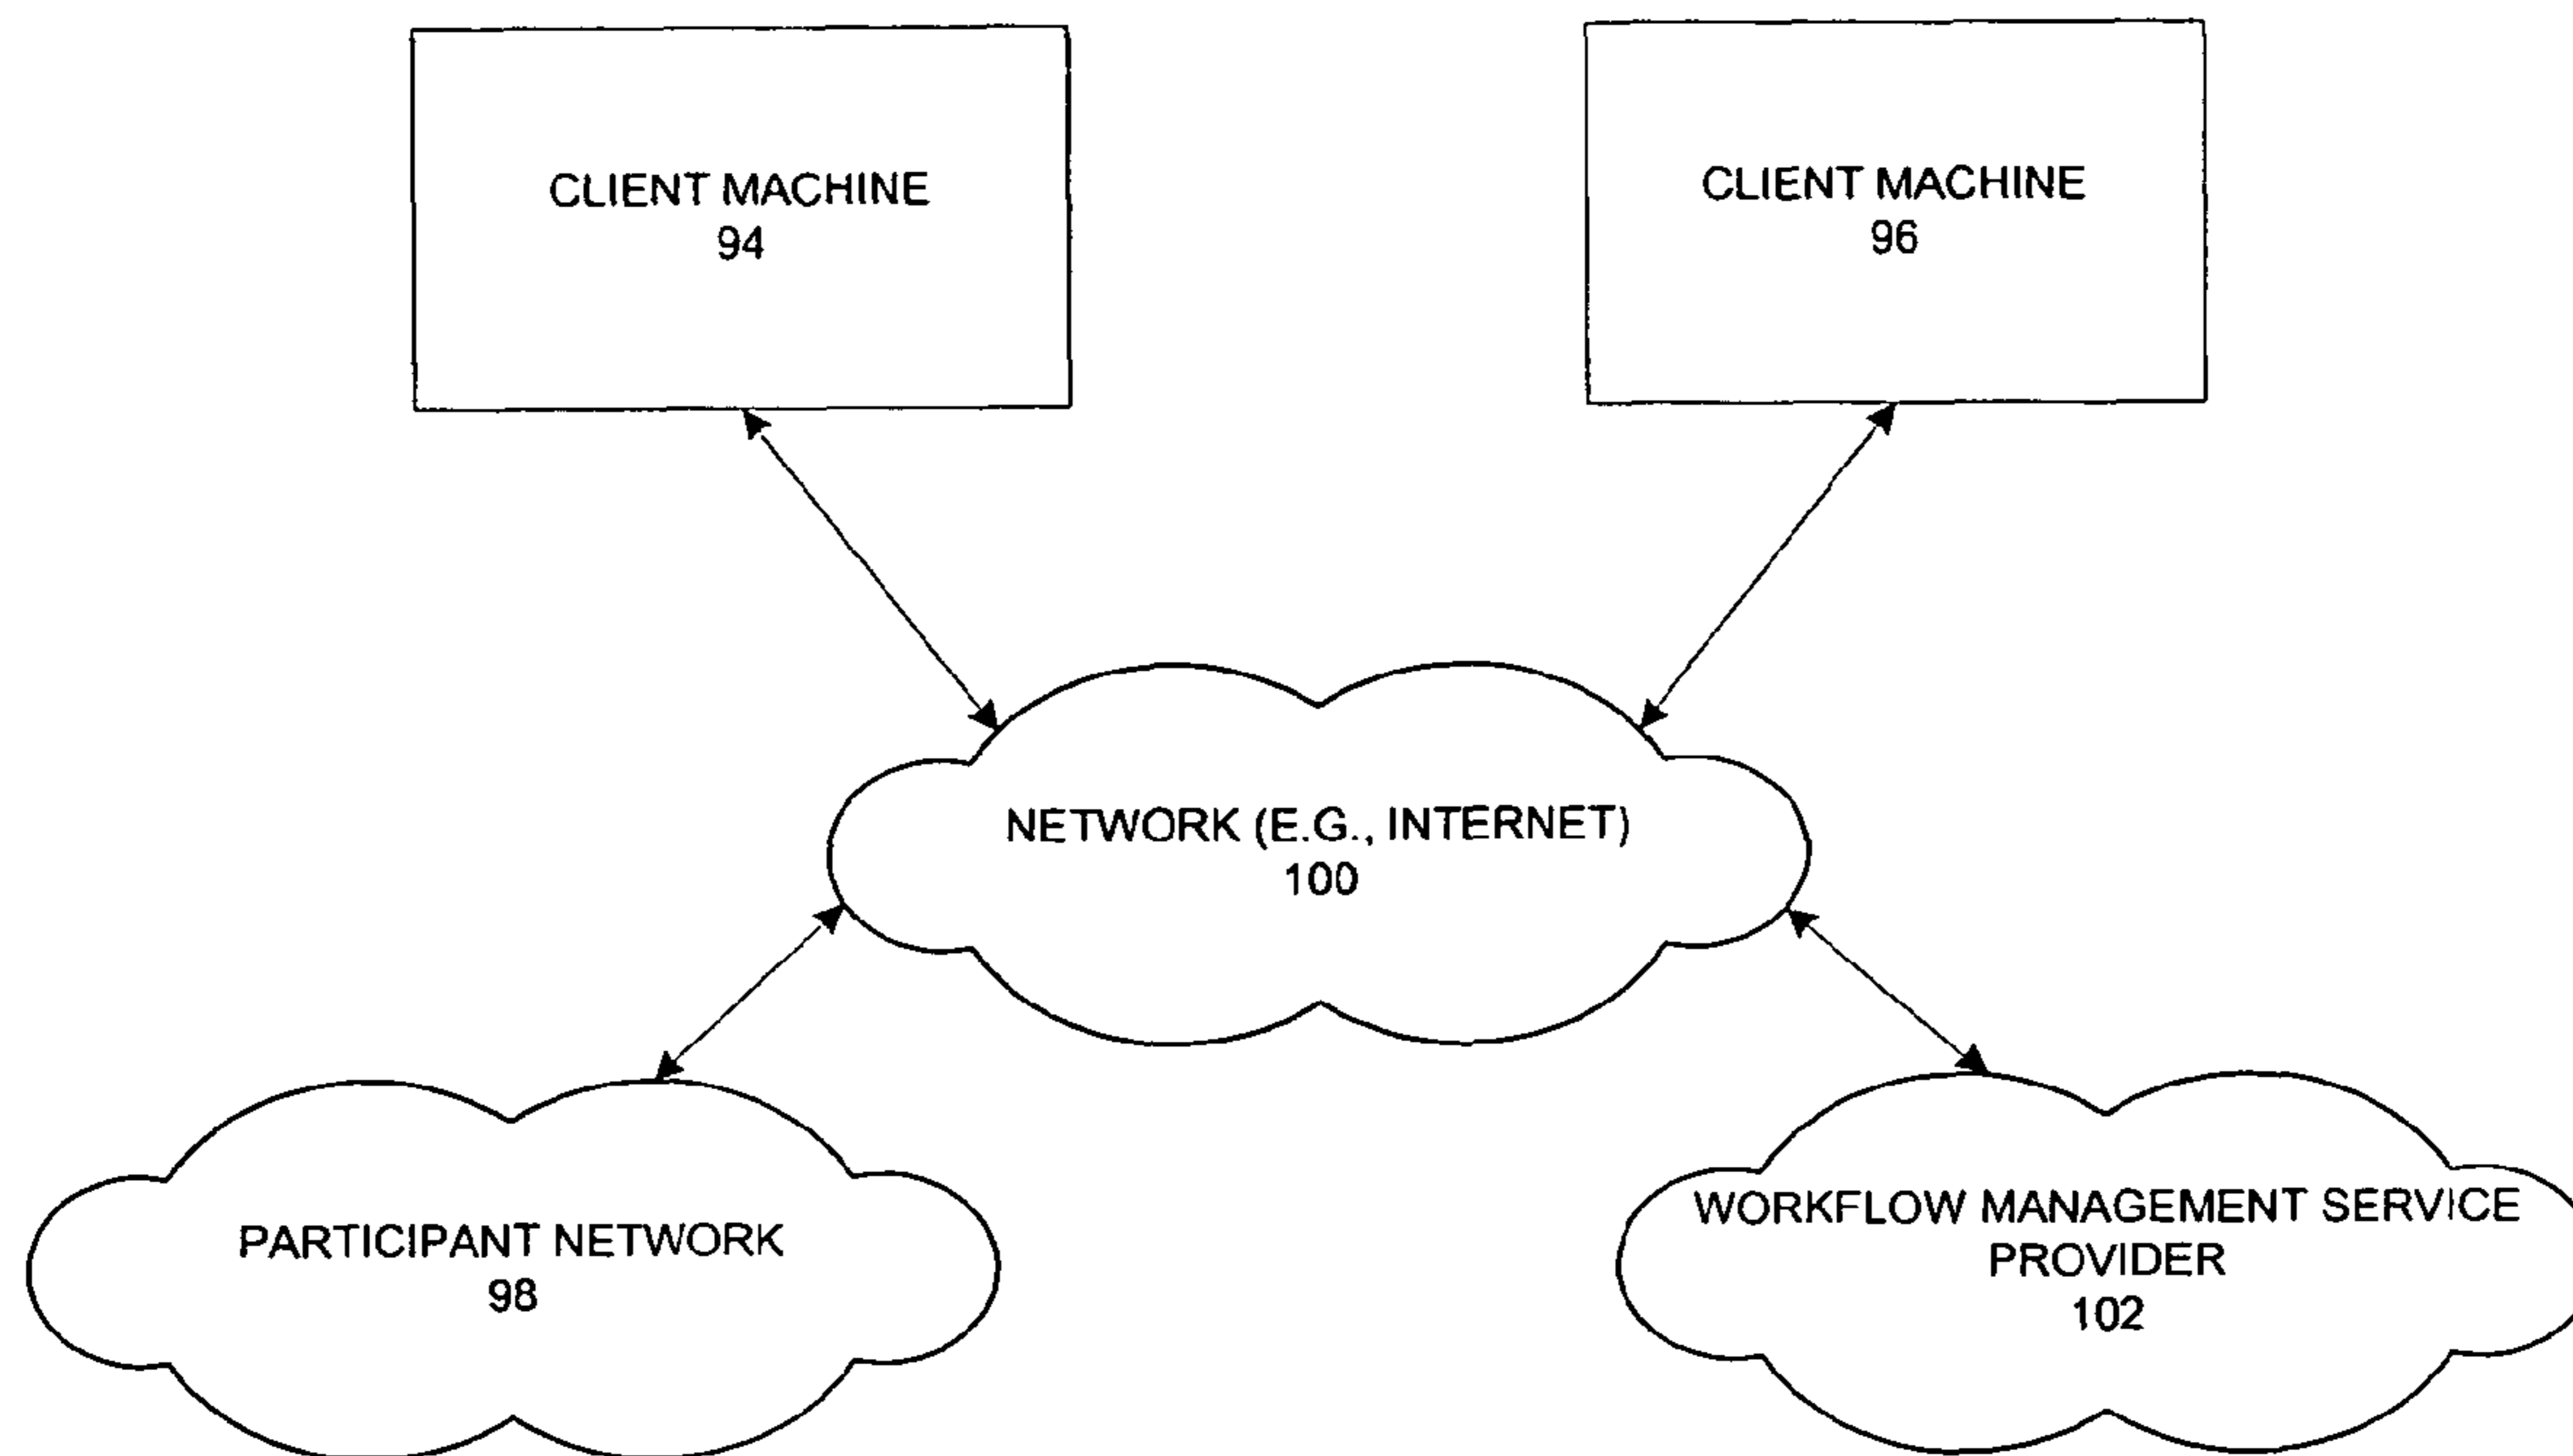 CLIENT MACHINE
94
CLIENT MACHINE
96
NETWORK (E.G., INTERNET)
100
PARTICIPANT NETWORK
98
WORKFLOW MANAGEMENT SERVICE
PROVIDER
102